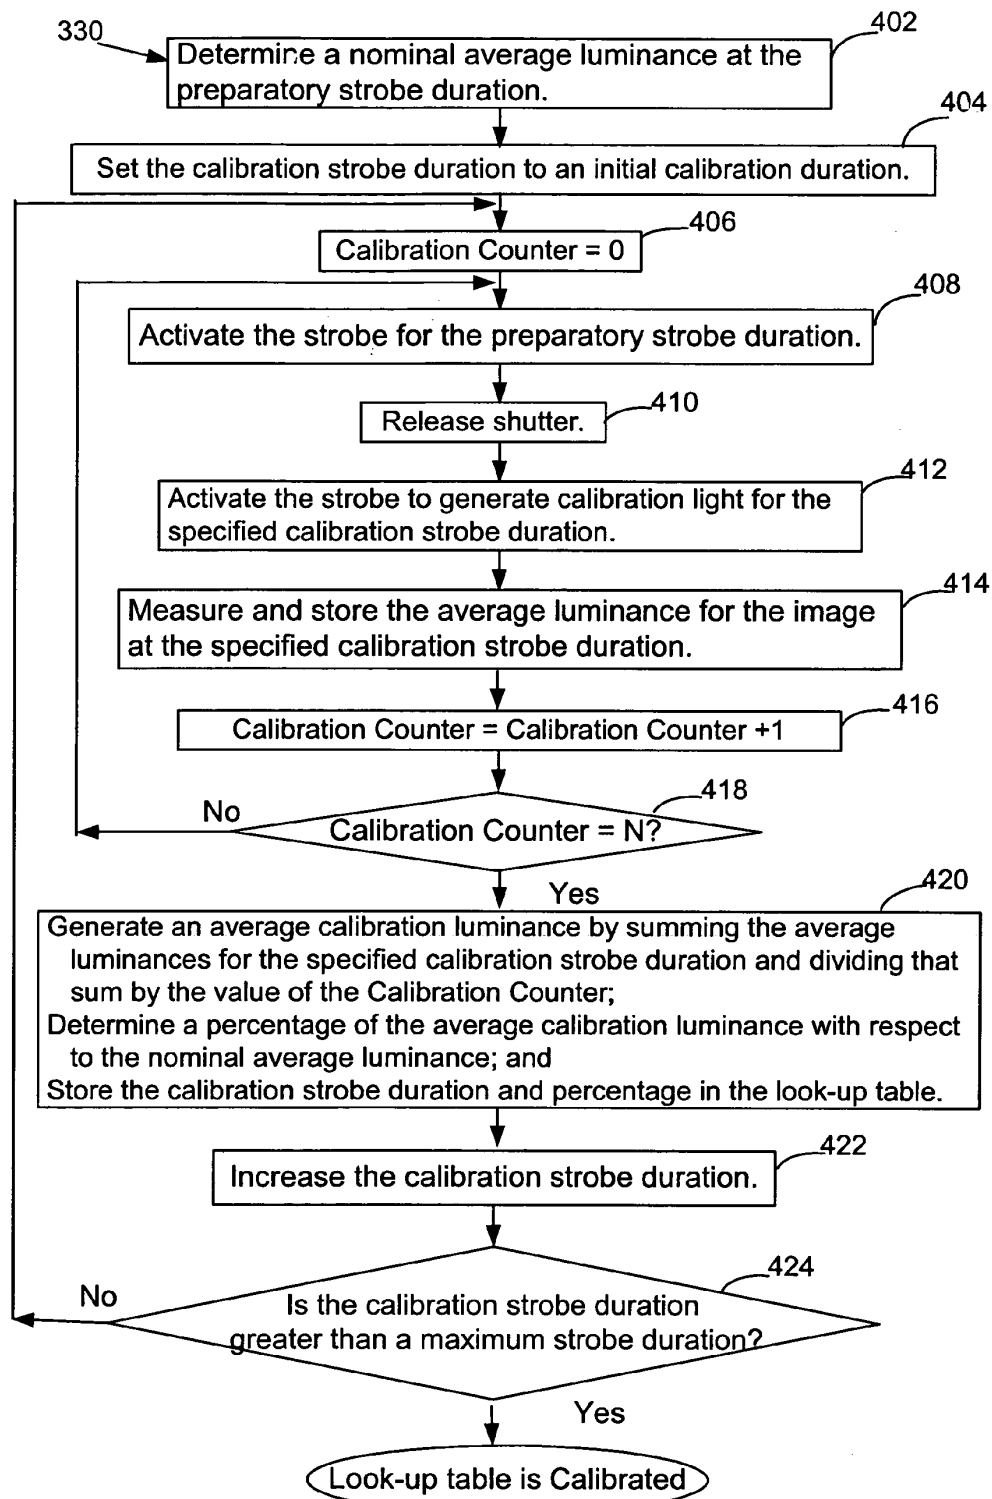 330
402
Determine a nominal average luminance at the
preparatory strobe duration.
404
Set the calibration strobe duration to an initial calibration duration.
406
Calibration Counter = 0
408
Activate the strobe for the preparatory strobe duration.
410
Release shutter.
412
Activate the strobe to generate calibration light for the
specified calibration strobe duration.
414
Measure and store the average luminance for the image
at the specified calibration strobe duration.
416
Calibration Counter = Calibration Counter +1
418
No
Calibration Counter = N?
Yes
420
Generate an average calibration luminance by summing the average
luminances for the specified calibration strobe duration and dividing that
sum by the value of the Calibration Counter;
Determine a percentage of the average calibration luminance with respect
to the nominal average luminance; and
Store the calibration strobe duration and percentage in the look-up table.
422
Increase the calibration strobe duration.
424
No
Is the calibration strobe duration
greater than a maximum strobe duration?
Yes
Look-up table is Calibrated